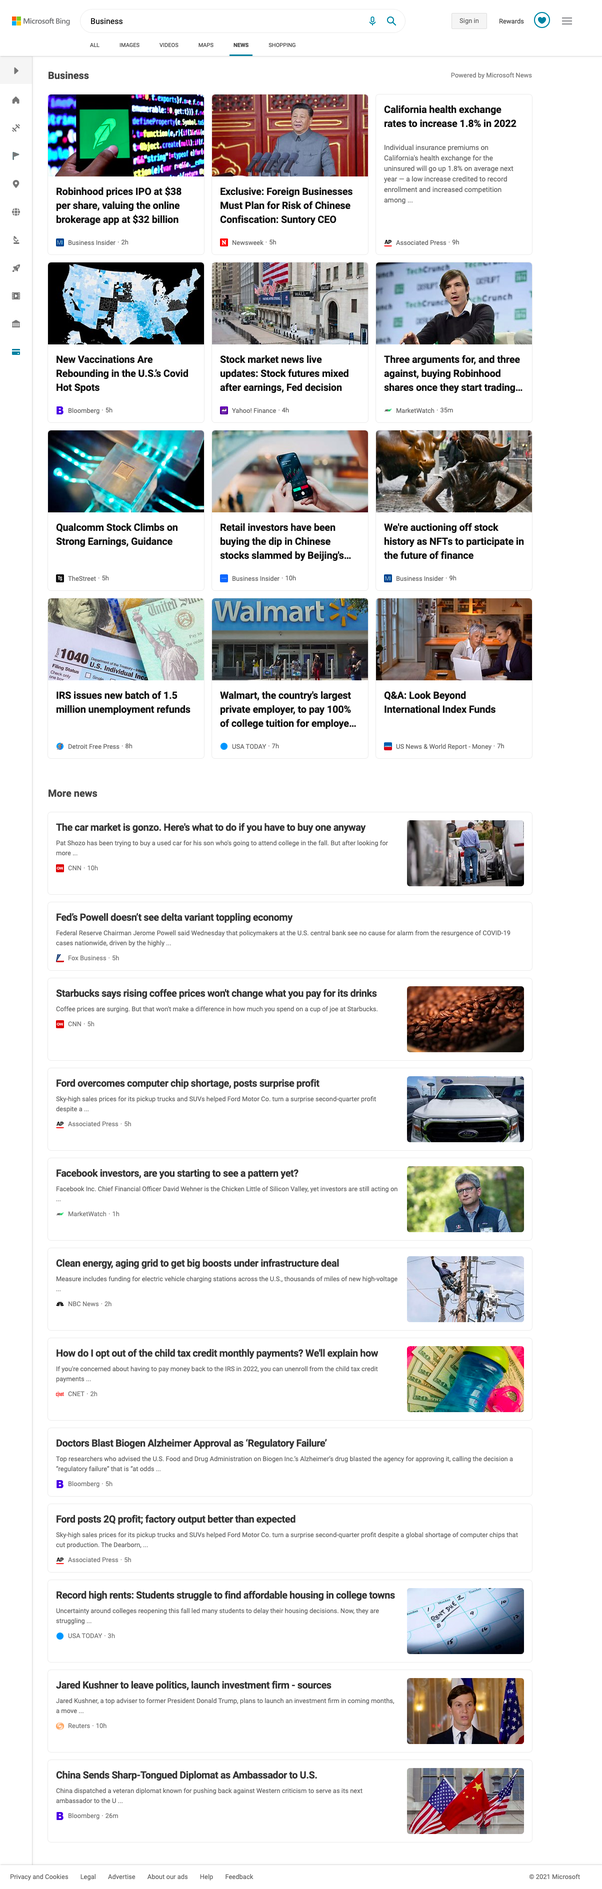 Microsoft Bing
Business
Sign in
Rewards
ALL
IMAGES
VIDEOS
MAPS
NEWS
SHOPPING
Business
Powered by Microsoft News
Robinhood prices IPO at $38
per share, valuing the online
brokerage app at $32 billion
Business Insider · 2h
Exclusive: Foreign Businesses
Must Plan for Risk of Chinese
Confiscation: Suntory CEO
Newsweek · 5h
California health exchange
rates to increase 1.8% in 2022
Individual insurance premiums on
California's health exchange for the
uninsured will go up 1.8% on average next
year — a low increase credited to record
enrollment and increased competition
among ...
Associated Press · 9h
New Vaccinations Are
Rebounding in the U.S.'s Covid
Hot Spots
Bloomberg · 5h
Stock market news live
updates: Stock futures mixed
after earnings, Fed decision
Yahoo! Finance · 4h
Three arguments for, and three
against, buying Robinhood
shares once they start trading...
MarketWatch · 35m
Qualcomm Stock Climbs on
Strong Earnings, Guidance
TheStreet · 5h
Retail investors have been
buying the dip in Chinese
stocks slammed by Beijing's...
Business Insider · 10h
We're auctioning off stock
history as NFTs to participate in
the future of finance
Business Insider · 9h
1040
U.S. Individual Inc
Filing Status
United States
Walmart
IRS issues new batch of 1.5
million unemployment refunds
Detroit Free Press · 8h
Walmart, the country's largest
private employer, to pay 100%
of college tuition for employe...
USA TODAY · 7h
Q&A: Look Beyond
International Index Funds
US News & World Report - Money · 7h
More news
The car market is gonzo. Here's what to do if you have to buy one anyway
Pat Shozo has been trying to buy a used car for his son who's going to attend college in the fall. But after looking for
more ...
CNN · 10h
Fed's Powell doesn't see delta variant toppling economy
Federal Reserve Chairman Jerome Powell said Wednesday that policymakers at the U.S. central bank see no cause for alarm from the resurgence of COVID-19
cases nationwide, driven by the highly ...
Fox Business · 5h
Starbucks says rising coffee prices won't change what you pay for its drinks
Coffee prices are surging. But that won't make a difference in how much you spend on a cup of joe at Starbucks.
CNN · 5h
Ford overcomes computer chip shortage, posts surprise profit
Sky-high sales prices for its pickup trucks and SUVs helped Ford Motor Co. turn a surprise second-quarter profit
despite a ...
Associated Press · 5h
Facebook investors, are you starting to see a pattern yet?
Facebook Inc. Chief Financial Officer David Wehner is the Chicken Little of Silicon Valley, yet investors are still acting on
...
MarketWatch · 1h
Clean energy, aging grid to get big boosts under infrastructure deal
Measure includes funding for electric vehicle charging stations across the U.S., thousands of miles of new high-voltage
...
NBC News · 2h
How do I opt out of the child tax credit monthly payments? We'll explain how
If you're concerned about having to pay money back to the IRS in 2022, you can unenroll from the child tax credit
payments ...
CNET · 2h
Doctors Blast Biogen Alzheimer Approval as 'Regulatory Failure'
Top researchers who advised the U.S. Food and Drug Administration on Biogen Inc.'s Alzheimer's drug blasted the agency for approving it, calling the decision a
"regulatory failure" that is "at odds ...
Bloomberg · 5h
Ford posts 2Q profit; factory output better than expected
Sky-high sales prices for its pickup trucks and SUVs helped Ford Motor Co. turn a surprise second-quarter profit despite a global shortage of computer chips that
cut production. The Dearborn, ...
Associated Press · 5h
Record high rents: Students struggle to find affordable housing in college towns
Uncertainty around colleges reopening this fall led many students to delay their housing decisions. Now, they are
struggling ...
USA TODAY · 3h
RENT DUE
Jared Kushner to leave politics, launch investment firm - sources
Jared Kushner, a top adviser to former President Donald Trump, plans to launch an investment firm in coming months,
a move ...
Reuters · 10h
China Sends Sharp-Tongued Diplomat as Ambassador to U.S.
China dispatched a veteran diplomat known for pushing back against Western criticism to serve as its next
ambassador to the U ...
Bloomberg · 26m
Privacy and Cookies
Legal
Advertise
About our ads
Help
Feedback
© 2021 Microsoft